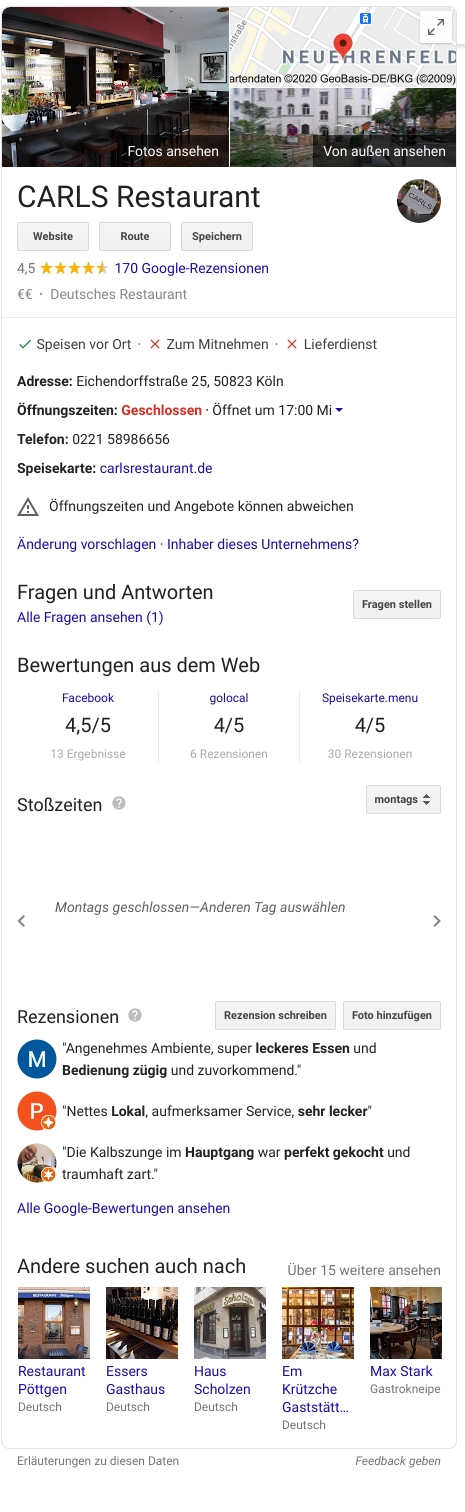 straße
NEUEHRENFELD
artendaten ©2020 GeoBasis-DE/BKG (©2009)
Fotos ansehen
Von außen ansehen
CARLS Restaurant
CARLS
Website
Route
Speichern
4,5 170 Google-Rezensionen
€€ · Deutsches Restaurant
Speisen vor Ort · Zum Mitnehmen · Lieferdienst
Adresse: Eichendorffstraße 25, 50823 Köln
Öffnungszeiten: Geschlossen · Öffnet um 17:00 Mi
Telefon: 0221 58986656
Speisekarte: carlsrestaurant.de
Öffnungszeiten und Angebote können abweichen
Änderung vorschlagen · Inhaber dieses Unternehmens?
Fragen und Antworten
Alle Fragen ansehen (1)
Fragen stellen
Bewertungen aus dem Web
Facebook
4,5/5
13 Ergebnisse
golocal
4/5
6 Rezensionen
Speisekarte.menu
4/5
30 Rezensionen
Stoßzeiten ?
montags
Montags geschlossen—Anderen Tag auswählen
Rezensionen ?
Rezension schreiben
Foto hinzufügen
M
"Angenehmes Ambiente, super leckeres Essen und
Bedienung zügig und zuvorkommend."
P
"Nettes Lokal, aufmerksamer Service, sehr lecker"
"Die Kalbszunge im Hauptgang war perfekt gekocht und
traumhaft zart."
Alle Google-Bewertungen ansehen
Andere suchen auch nach
Über 15 weitere ansehen
Restaurant
Pöttgen
Deutsch
Essers
Gasthaus
Deutsch
Haus
Scholzen
Deutsch
Em
Krützche
Gaststätt...
Deutsch
Max Stark
Gastrokneipe
Erläuterungen zu diesen Daten
Feedback geben